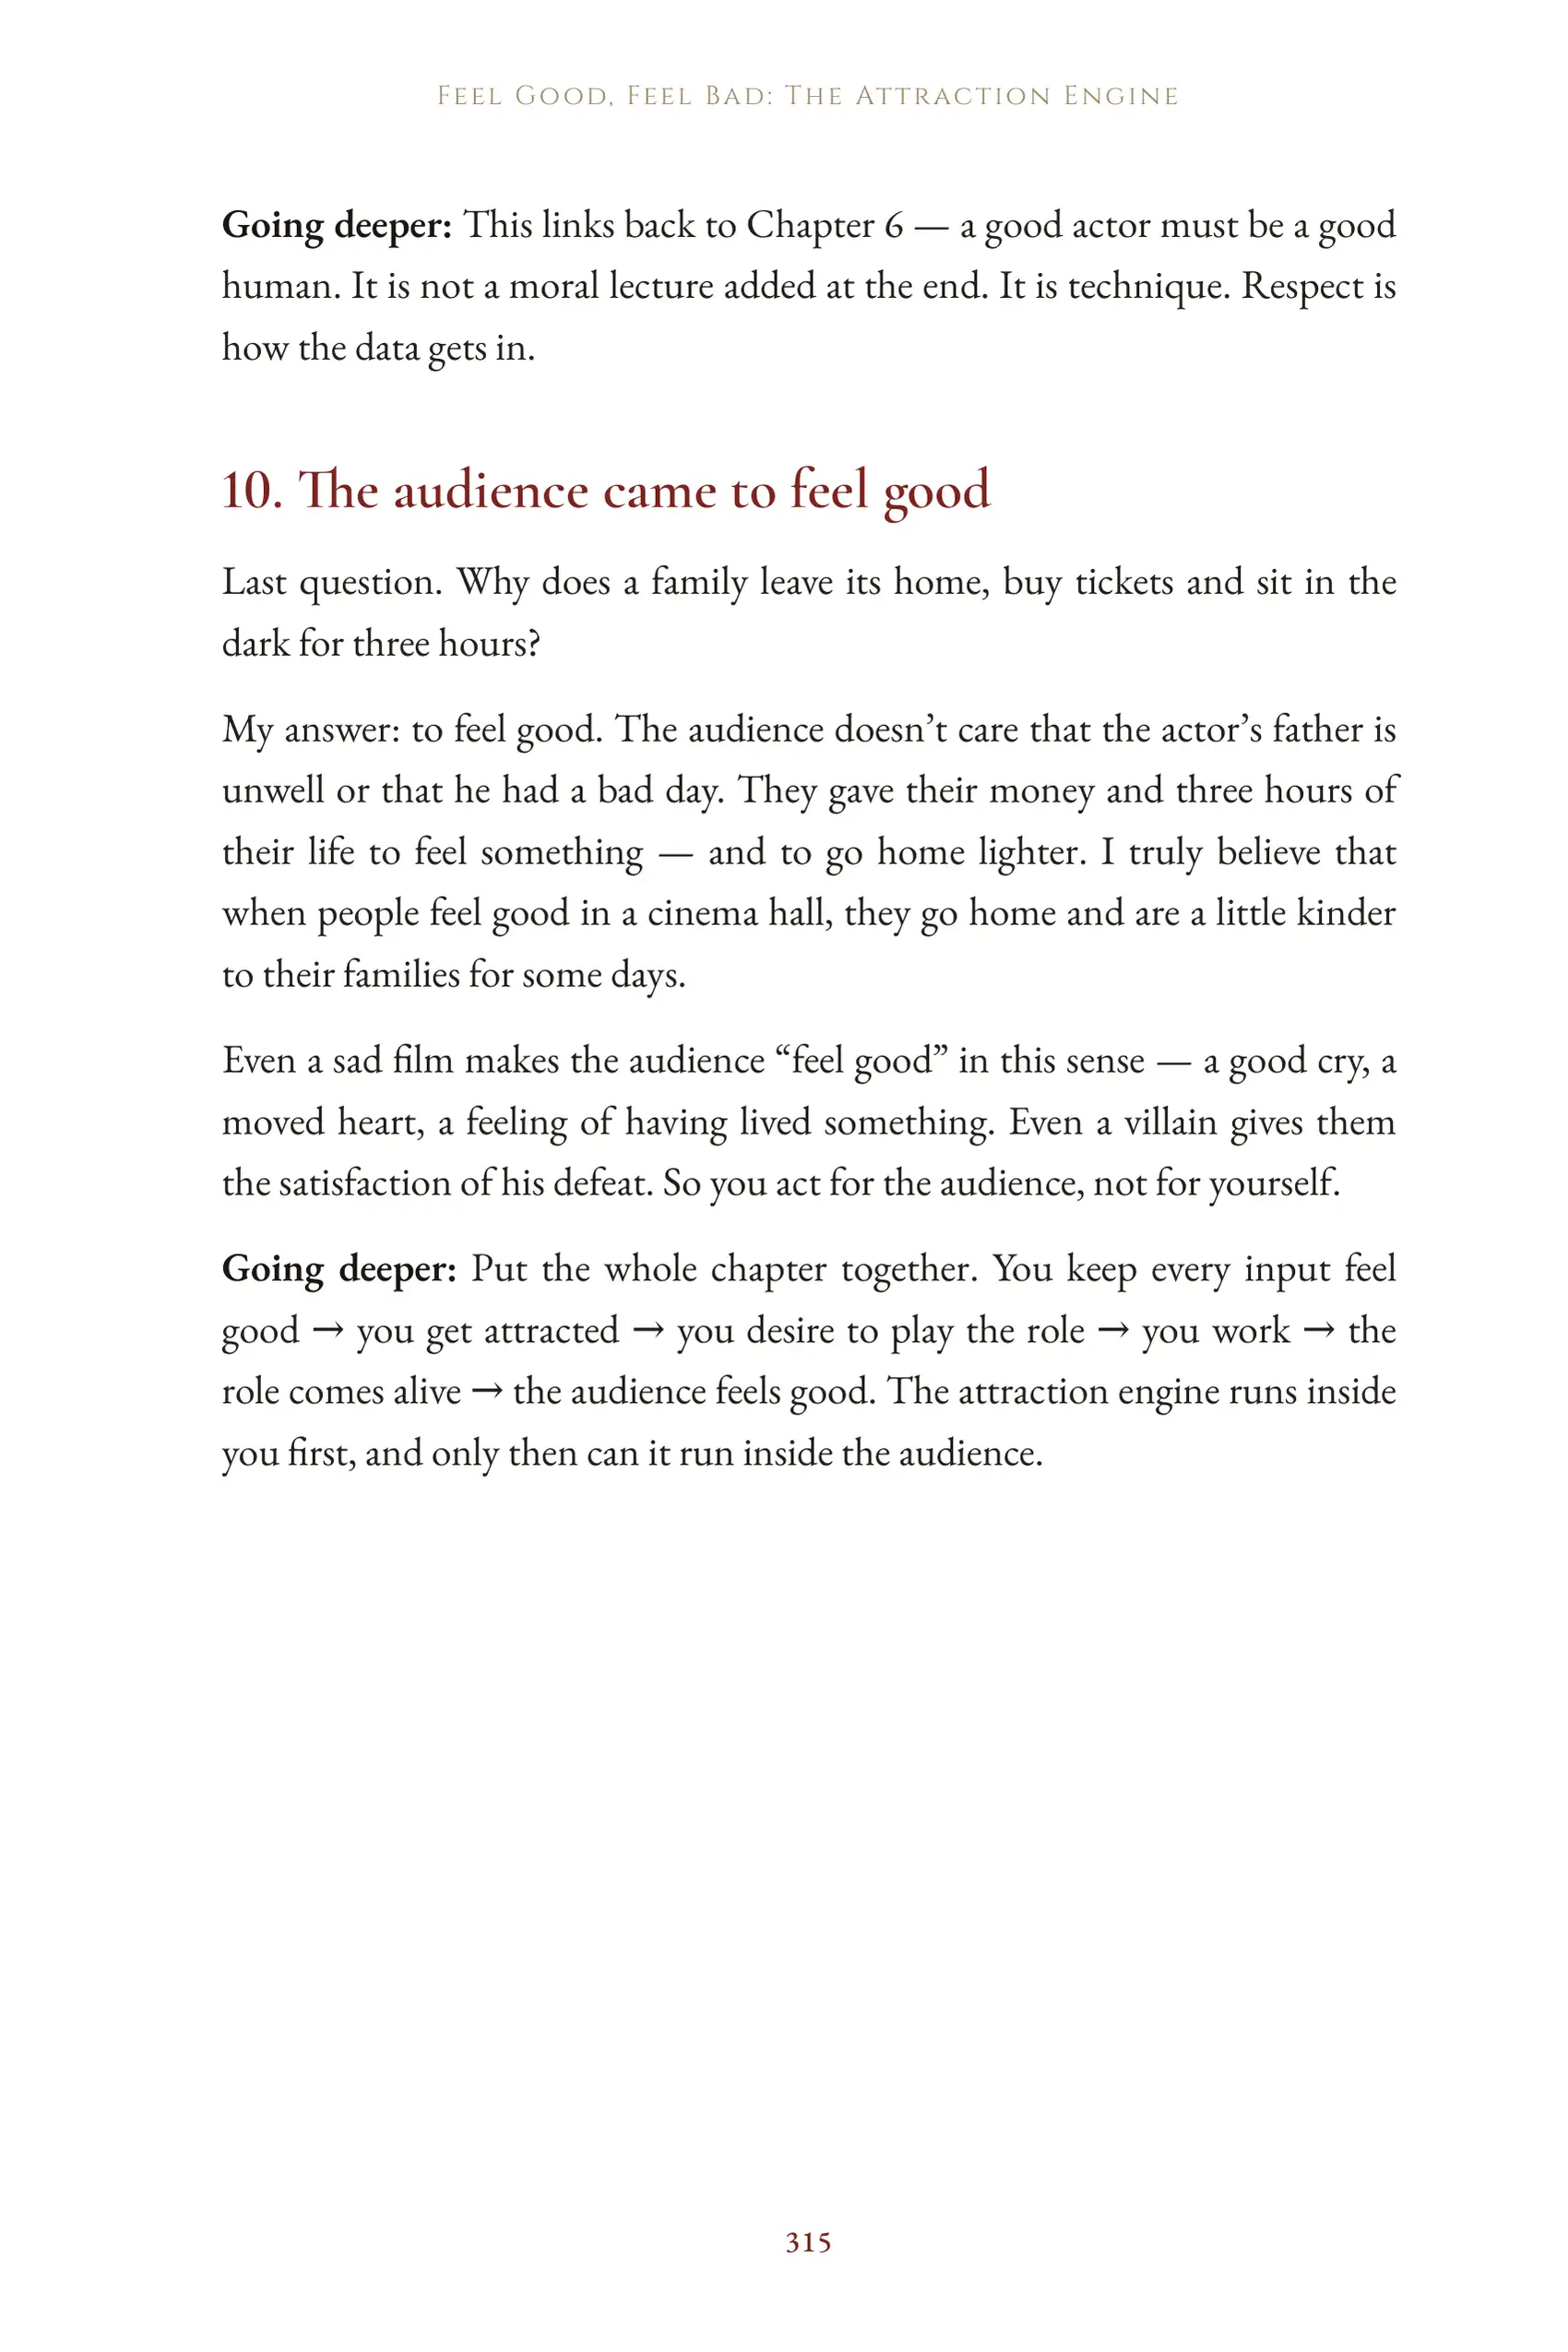 Feel Good, Feel Bad: The Attraction Engine
Going deeper: This links back to Chapter 6 — a good actor must be a good
human. It is not a moral lecture added at the end. It is technique. Respect is
how the data gets in.
10. The audience came to feel good
Last question. Why does a family leave its home, buy tickets and sit in the
dark for three hours?
My answer: to feel good. The audience doesn’t care that the actor’s father is
unwell or that he had a bad day. They gave their money and three hours of
their life to feel something — and to go home lighter. I truly believe that
when people feel good in a cinema hall, they go home and are a little kinder
to their families for some days.
Even a sad film makes the audience “feel good” in this sense — a good cry, a
moved heart, a feeling of having lived something. Even a villain gives them
the satisfaction of his defeat. So you act for the audience, not for yourself.
Going deeper: Put the whole chapter together. You keep every input feel
good → you get attracted → you desire to play the role → you work → the
role comes alive → the audience feels good. The attraction engine runs inside
you first, and only then can it run inside the audience.
315